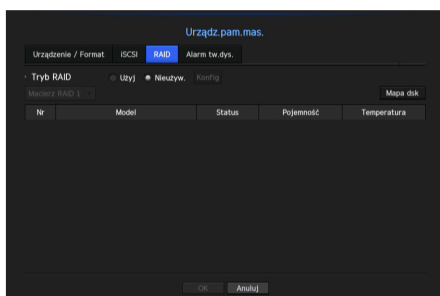 Urządz.pam.mas.
Urządzenie / Format iSCSI RAID Alarm tw.dys.
Tryb RAID Użyj Nieużyw. Konfig
Macierz RAID 1 Mapa dsk
Nr Model Status Pojemność Temperatura
OK Anuluj